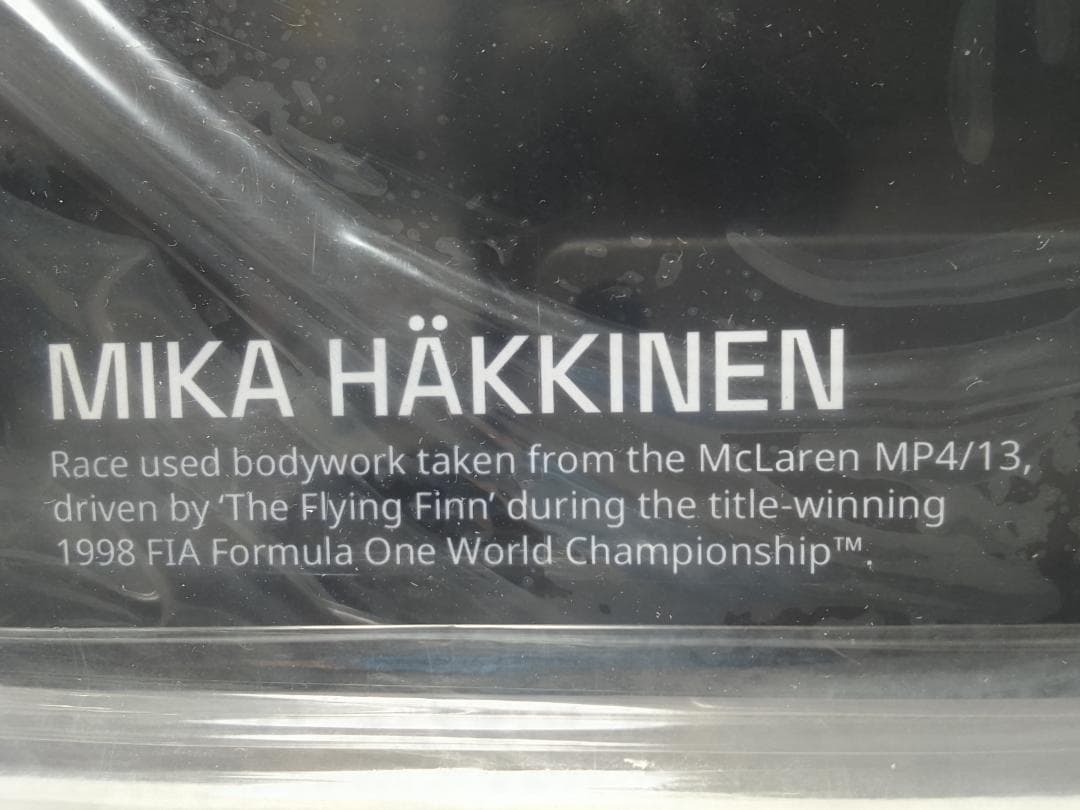 MIKA HÄKKINEN
Race used bodywork taken from the McLaren MP4/13,
driven by ‘The Flying Finn’ during the title-winning
1998 FIA Formula One World Championship™.